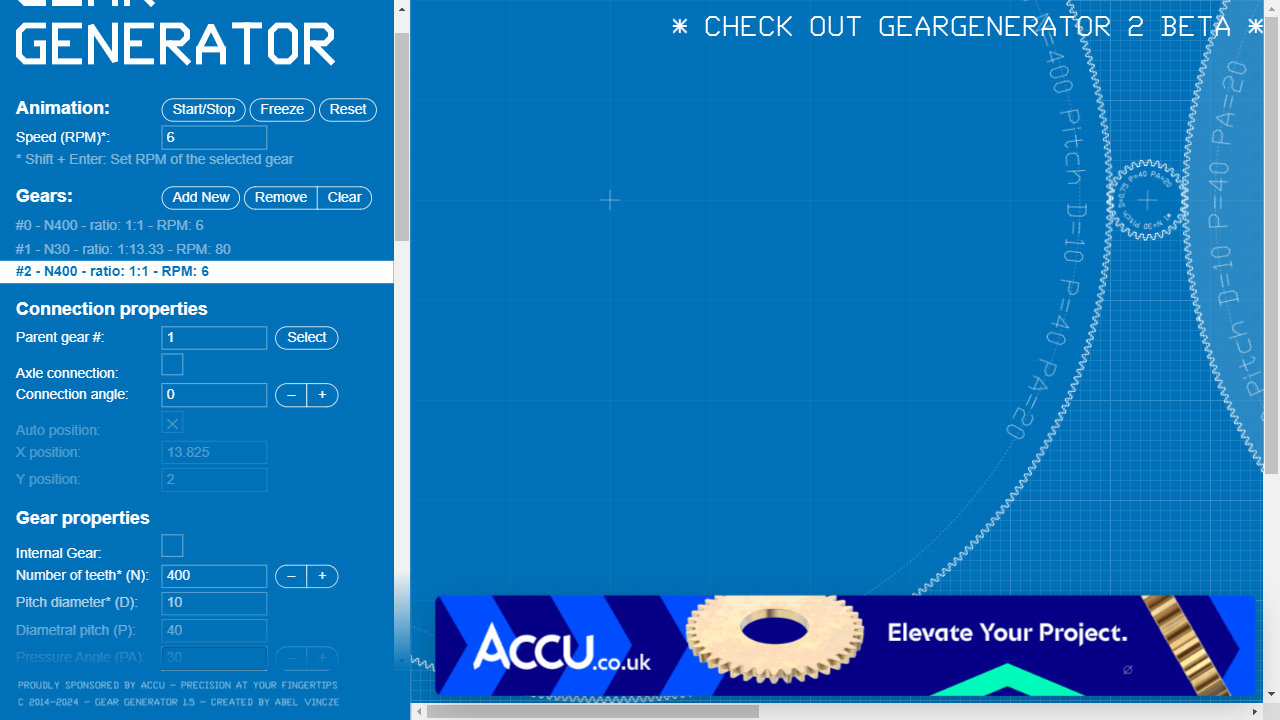 GENERATOR
Animation: Start/Stop Freeze Reset
Speed (RPM)*: 6
* Shift + Enter: Set RPM of the selected gear
Gears: Add New Remove Clear
#0 - N400 - ratio: 1:1 - RPM: 6
#1 - N30 - ratio: 1:13.33 - RPM: 80
#2 - N400 - ratio: 1:1 - RPM: 6
Connection properties
Parent gear #: 1 Select
Axle connection:
Connection angle: 0 – +
Auto position:
X position: 13.825
Y position: 2
Gear properties
Internal Gear:
Number of teeth* (N): 400 – +
Pitch diameter* (D): 10
Diametral pitch (P): 40
Pressure Angle (PA): 30 – +
PROUDLY SPONSORED BY ACCU - PRECISION AT YOUR FINGERTIPS
C 2014-2024 - GEAR GENERATOR 1.5 - CREATED BY ABEL VINCZE
* CHECK OUT GEARGENERATOR 2 BETA *
=400 Pitch D=10 P=40 PA=20
N=30 Pitch D=0.75 P=40 PA=20
Pitch D=10 P=40 PA=20
ACCU.co.uk
Elevate Your Project.